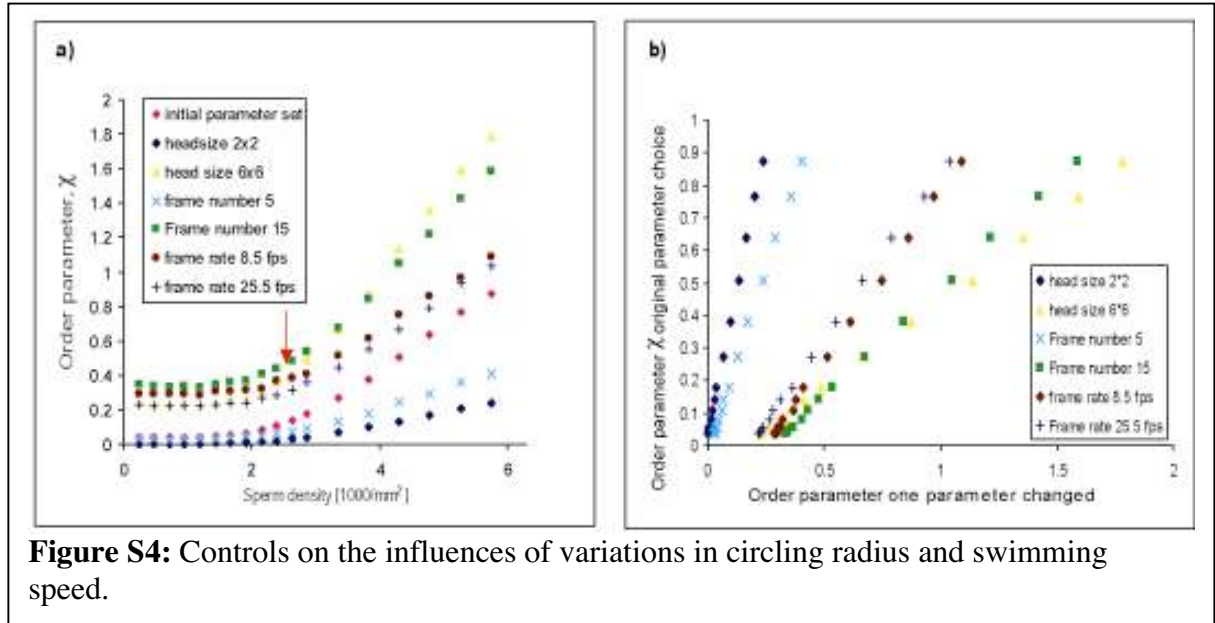 a)
Order parameter, χ
2
1.8
1.6
1.4
1.2
1
0.8
0.6
0.4
0.2
0
initial parameter set
headsize 2x2
head size 6x6
frame number 5
Frame number 15
frame rate 8.5 fps
frame rate 25.5 fps
0 2 4 6
Sperm density [1000/mm²]
b)
Order parameter χ original parameter choice
1
0.9
0.8
0.7
0.6
0.5
0.4
0.3
0.2
0.1
0
head size 2*2
head size 6*6
Frame number 5
Frame number 15
frame rate 8.5 fps
Frame rate 25.5 fps
0 0.5 1 1.5 2
Order parameter one parameter changed
Figure S4: Controls on the influences of variations in circling radius and swimming
speed.